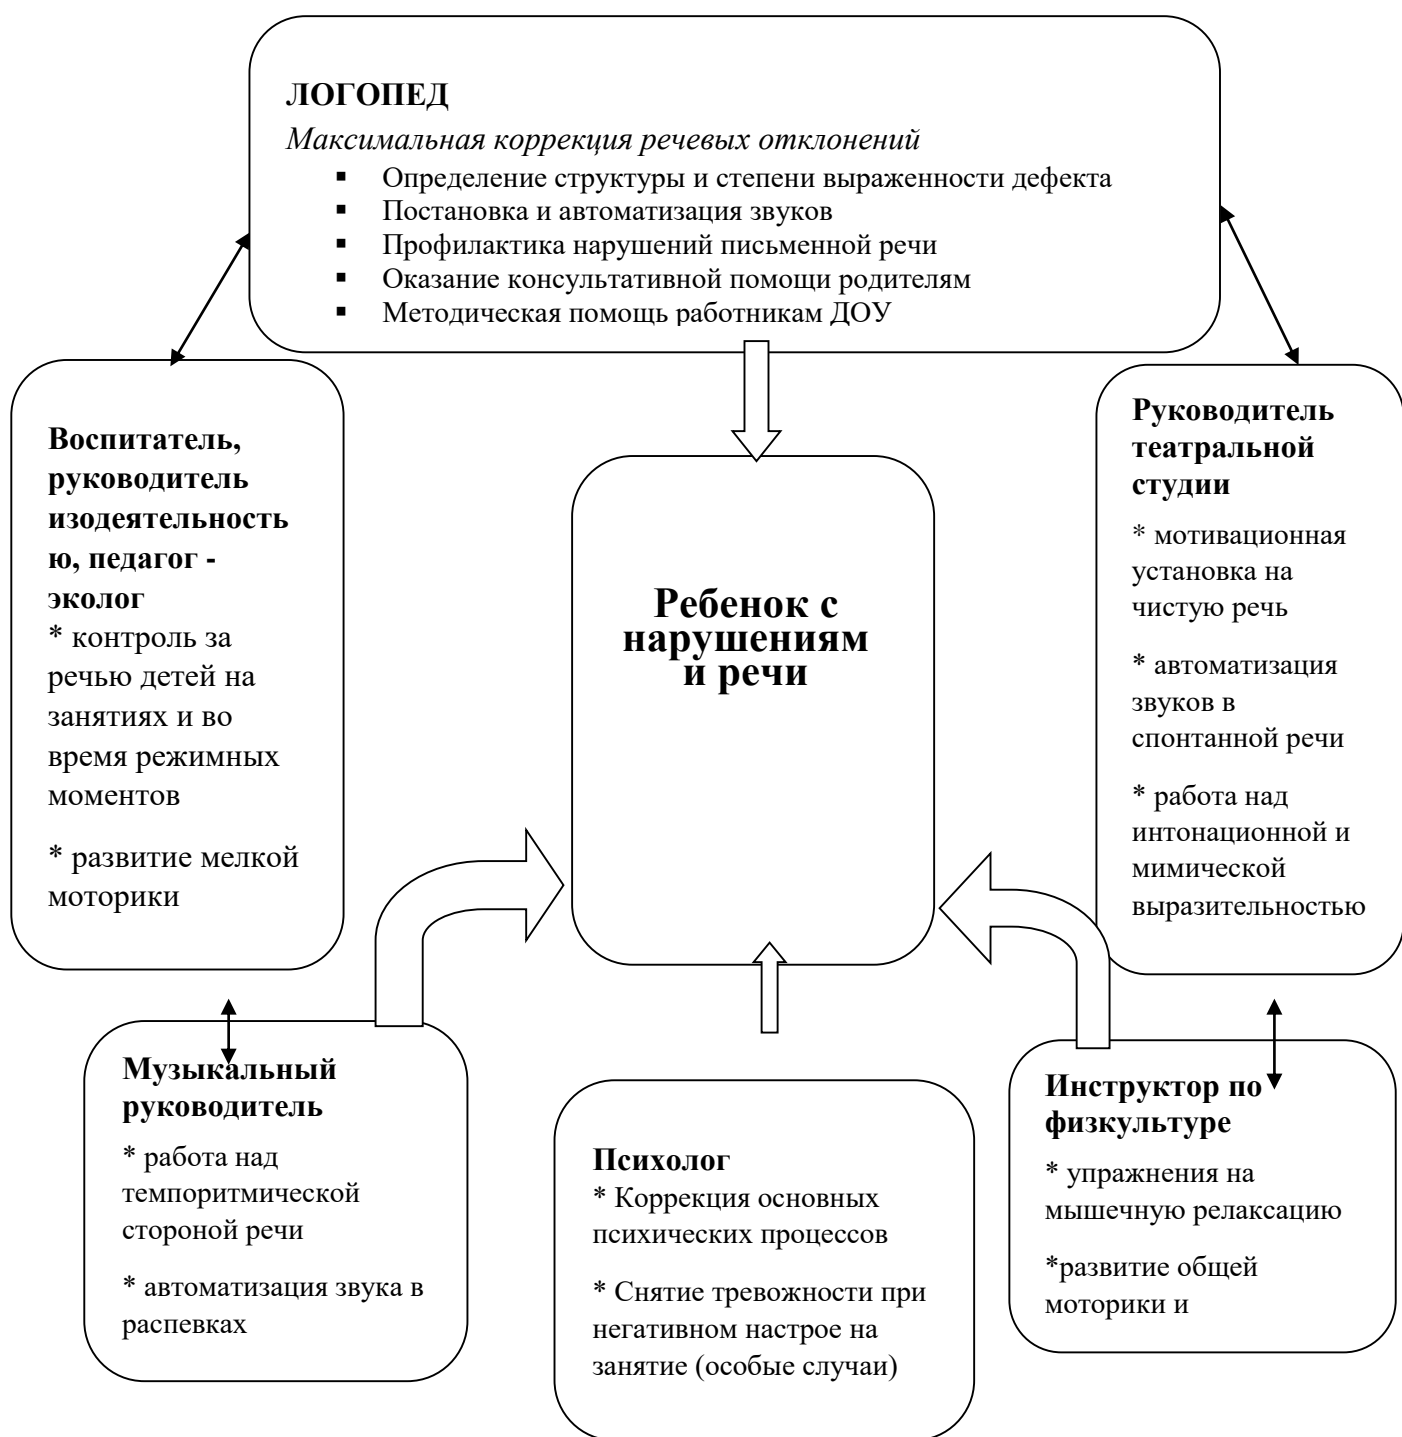 ЛОГОПЕД
Максимальная коррекция речевых отклонений
▪ Определение структуры и степени выраженности дефекта
▪ Постановка и автоматизация звуков
▪ Профилактика нарушений письменной речи
▪ Оказание консультативной помощи родителям
▪ Методическая помощь работникам ДОУ
Воспитатель,
руководитель
изодеятельность
ю, педагог -
эколог
* контроль за
речью детей на
занятиях и во
время режимных
моментов
* развитие мелкой
моторики
Ребенок с
нарушениям
и речи
Руководитель
театральной
студии
* мотивационная
установка на
чистую речь
* автоматизация
звуков в
спонтанной речи
* работа над
интонационной и
мимической
выразительностью
Музыкальный
руководитель
* работа над
темпоритмической
стороной речи
* автоматизация звука в
распевках
Психолог
* Коррекция основных
психических процессов
* Снятие тревожности при
негативном настрое на
занятие (особые случаи)
Инструктор по
физкультуре
* упражнения на
мышечную релаксацию
*развитие общей
моторики и